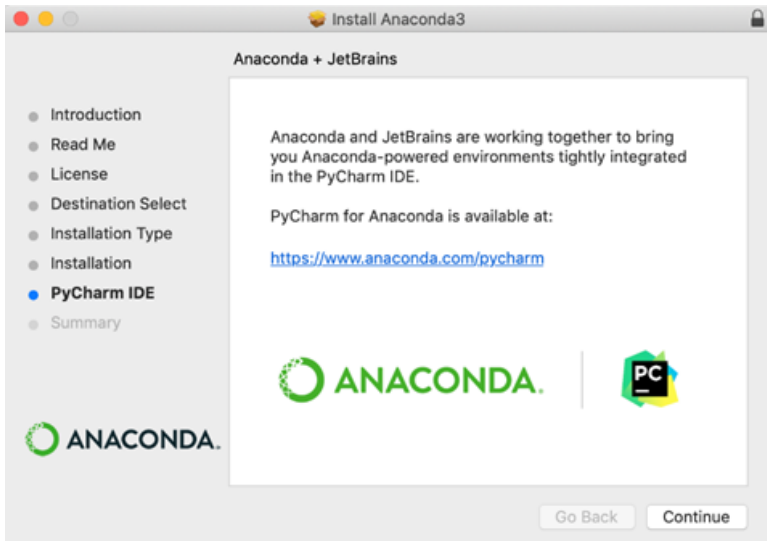 Install Anaconda3
Anaconda + JetBrains
Introduction
Read Me
License
Destination Select
Installation Type
Installation
PyCharm IDE
Summary
Anaconda and JetBrains are working together to bring
you Anaconda-powered environments tightly integrated
in the PyCharm IDE.
PyCharm for Anaconda is available at:
https://www.anaconda.com/pycharm
ANACONDA.
PC
ANACONDA.
Go Back
Continue